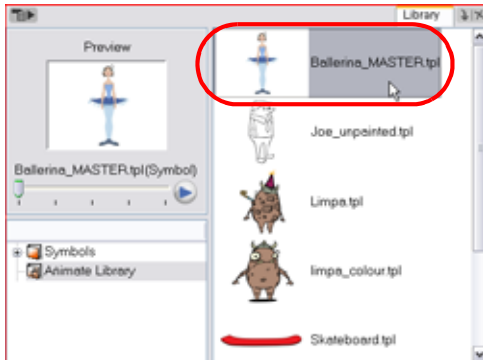 Library
Preview
Ballerina_MASTER.tpl(Symbol)
Symbols
Animate Library
Ballerina_MASTER.tpl
Joe_unpainted.tpl
Limpa.tpl
limpa_colour.tpl
Skateboard.tpl